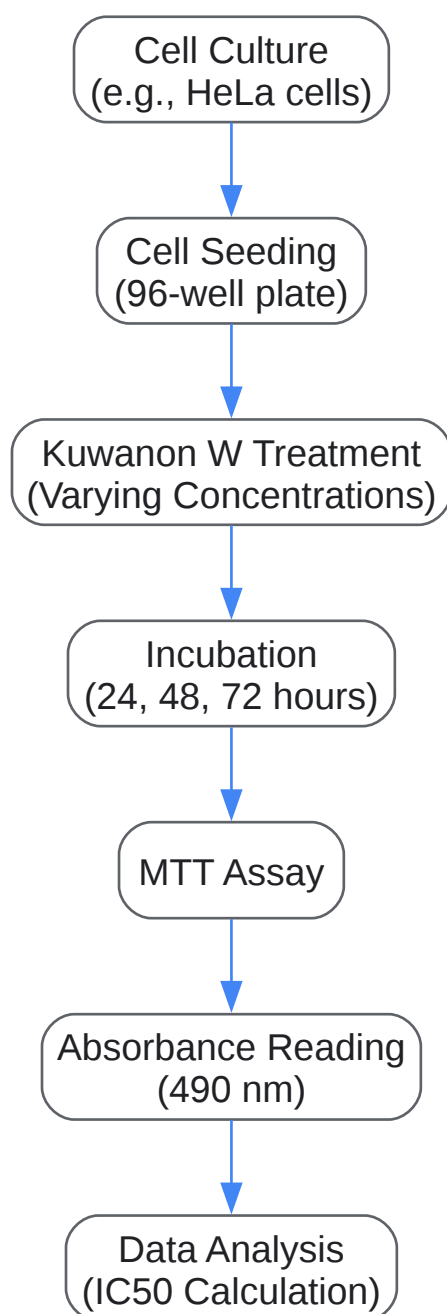 Cell Culture
(e.g., HeLa cells)
Cell Seeding
(96-well plate)
Kuwanon W Treatment
(Varying Concentrations)
Incubation
(24, 48, 72 hours)
MTT Assay
Absorbance Reading
(490 nm)
Data Analysis
(IC50 Calculation)